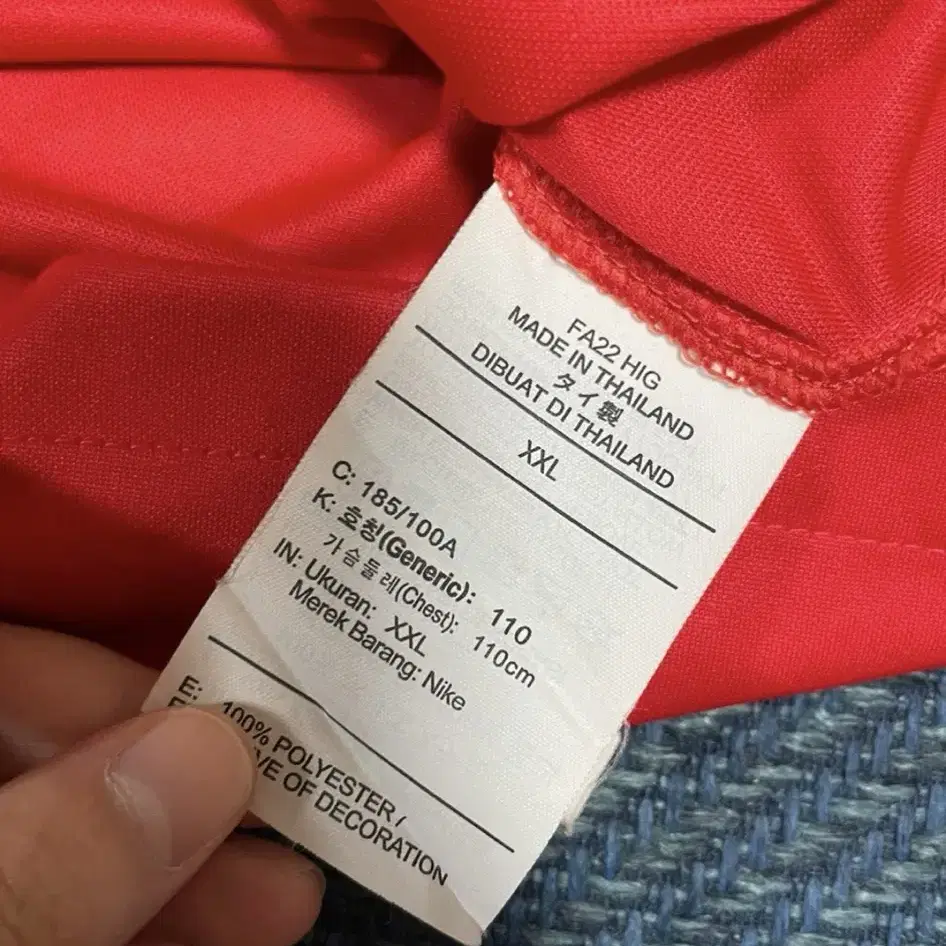 FA22 HIG
MADE IN THAILAND
タイ製
DIBUAT DI THAILAND
XXL
C: 185/100A
K: 호칭(Generic): 110
가슴둘레(Chest): 110cm
IN: Ukuran: XXL
Merek Barang: Nike
E: 100% POLYESTER /
OF DECORATION